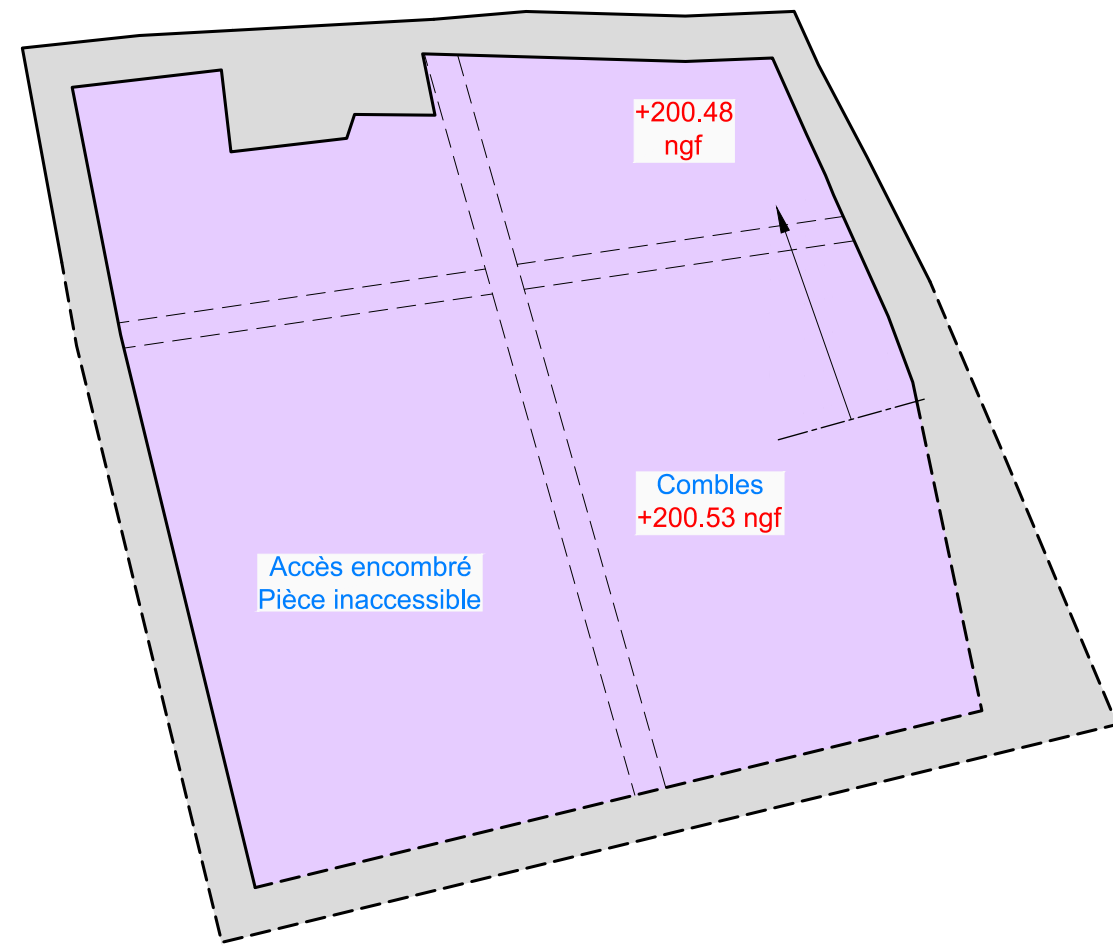 +200.48
ngf
Combles
+200.53 ngf
Accès encombré
Pièce inaccessible